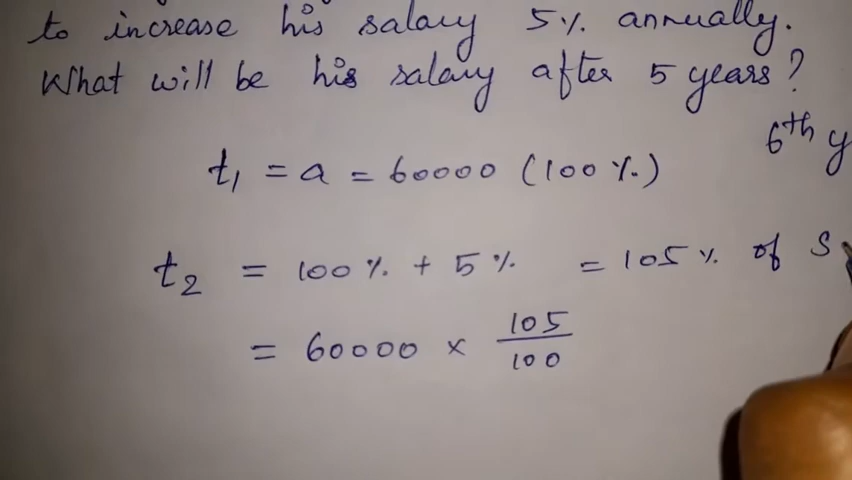 to increase his salary 5% annually.
What will be his salary after 5 years?
6th y
t₁ = a = 60000 (100%)
t₂ = 100% + 5% = 105% of S
= 60000 × 105/100